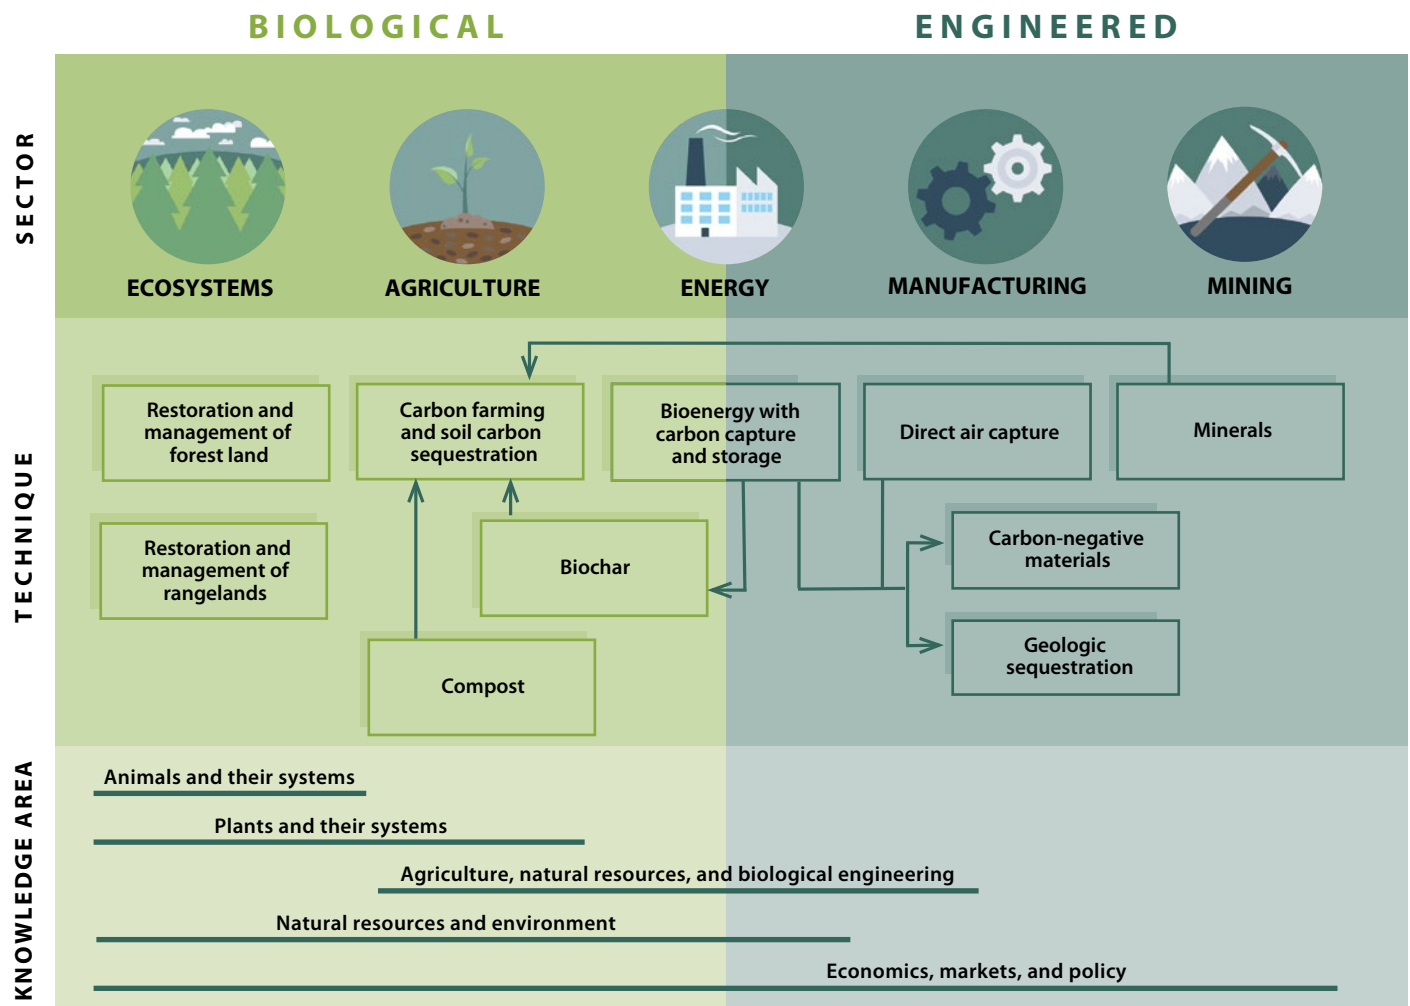 BIOLOGICAL
ENGINEERED
SECTOR
ECOSYSTEMS
AGRICULTURE
ENERGY
MANUFACTURING
MINING
TECHNIQUE
Restoration and
management of
forest land
Carbon farming
and soil carbon
sequestration
Bioenergy with
carbon capture
and storage
Direct air capture
Minerals
Restoration and
management of
rangelands
Biochar
Carbon-negative
materials
Compost
Geologic
sequestration
KNOWLEDGE AREA
Animals and their systems
Plants and their systems
Agriculture, natural resources, and biological engineering
Natural resources and environment
Economics, markets, and policy